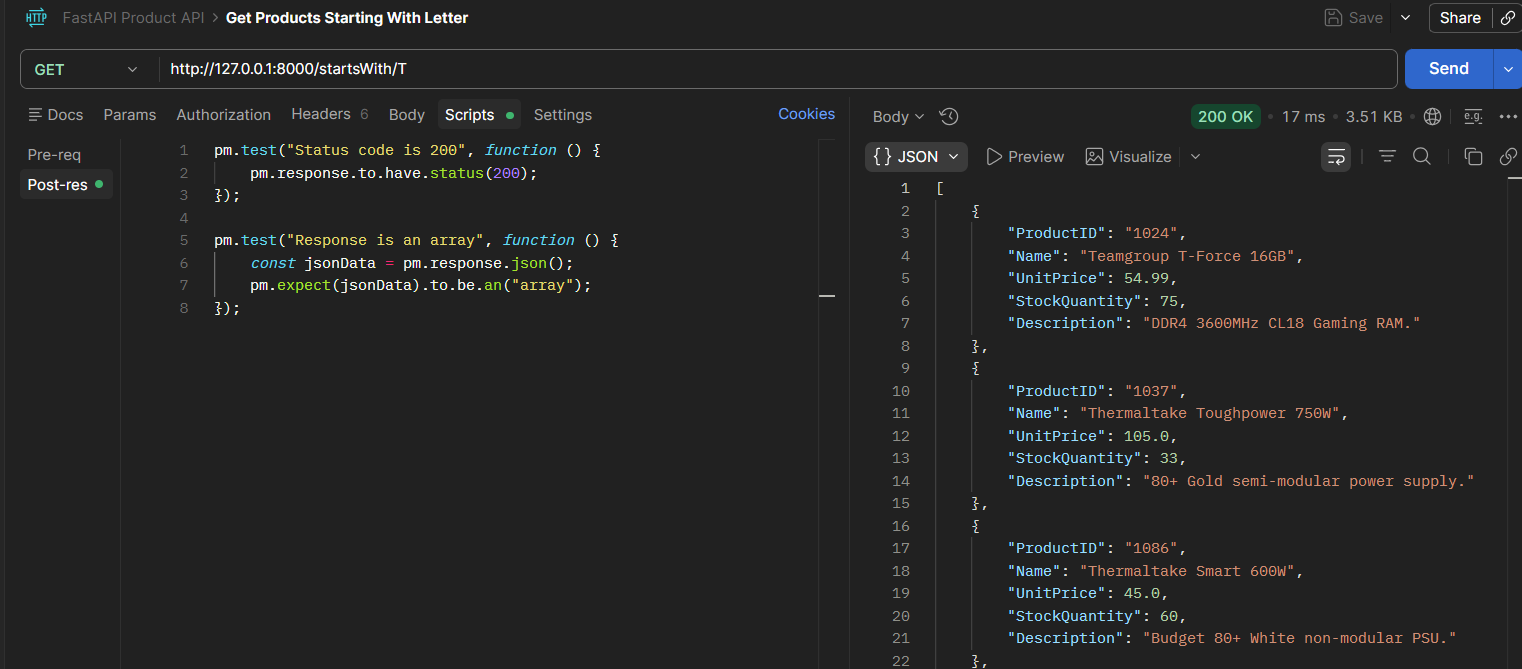 HTTP FastAPI Product API > Get Products Starting With Letter Save Share
GET http://127.0.0.1:8000/startsWith/T Send
Docs Params Authorization Headers 6 Body Scripts Settings Cookies
Pre-req
Post-res
1 pm.test("Status code is 200", function () {
2 pm.response.to.have.status(200);
3 });
4
5 pm.test("Response is an array", function () {
6 const jsonData = pm.response.json();
7 pm.expect(jsonData).to.be.an("array");
8 });
Body 200 OK • 17 ms • 3.51 KB • e.g.
{} JSON Preview Visualize
1 [
2 {
3 "ProductID": "1024",
4 "Name": "Teamgroup T-Force 16GB",
5 "UnitPrice": 54.99,
6 "StockQuantity": 75,
7 "Description": "DDR4 3600MHz CL18 Gaming RAM."
8 },
9 {
10 "ProductID": "1037",
11 "Name": "Thermaltake Toughpower 750W",
12 "UnitPrice": 105.0,
13 "StockQuantity": 33,
14 "Description": "80+ Gold semi-modular power supply."
15 },
16 {
17 "ProductID": "1086",
18 "Name": "Thermaltake Smart 600W",
19 "UnitPrice": 45.0,
20 "StockQuantity": 60,
21 "Description": "Budget 80+ White non-modular PSU."
22 },